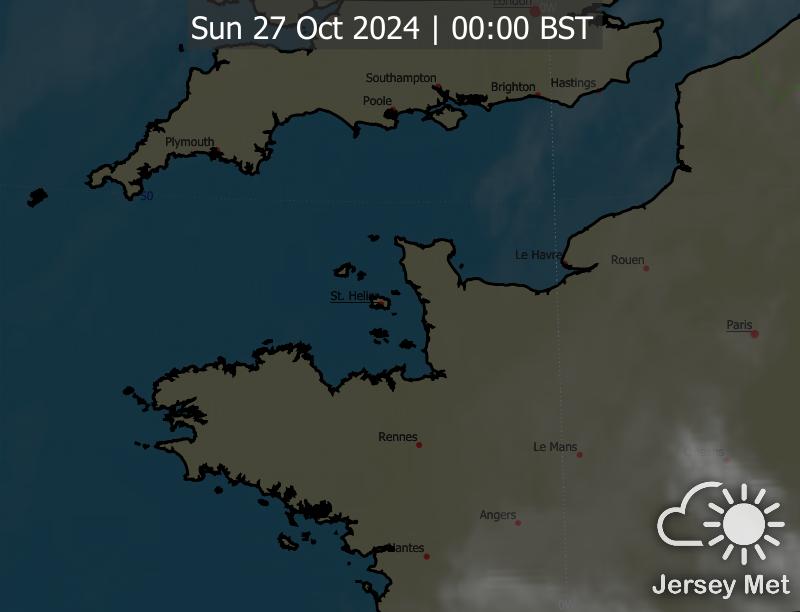 London
Sun 27 Oct 2024 | 00:00 BST
Southampton
Brighton
Hastings
Poole
Plymouth
50
Le Havre
Rouen
St. Helier
Paris
Rennes
Le Mans
Angers
Nantes
Jersey Met